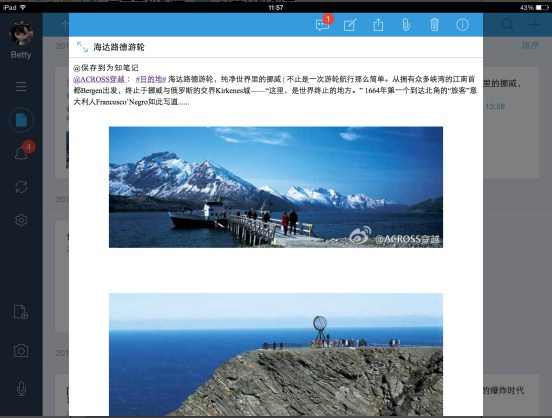 iPad
11:57
43%
1
Betty
海达路德游轮
排序
@保存到为知笔记
@ACROSS穿越： #目的地# 海达路德游轮，纯净世界里的挪威 | 不止是一次游轮航行那么简单。从拥有众多峡湾的江南首
都Bergen出发，终止于挪威与俄罗斯的交界Kirkenes城——“这里，是世界终止的地方。” 1664年第一个到达北角的“旅客”意
大利人Francesco`Negro如此写道......
里的挪威，
13:58
4
@ACROSS穿越
的爆炸时代